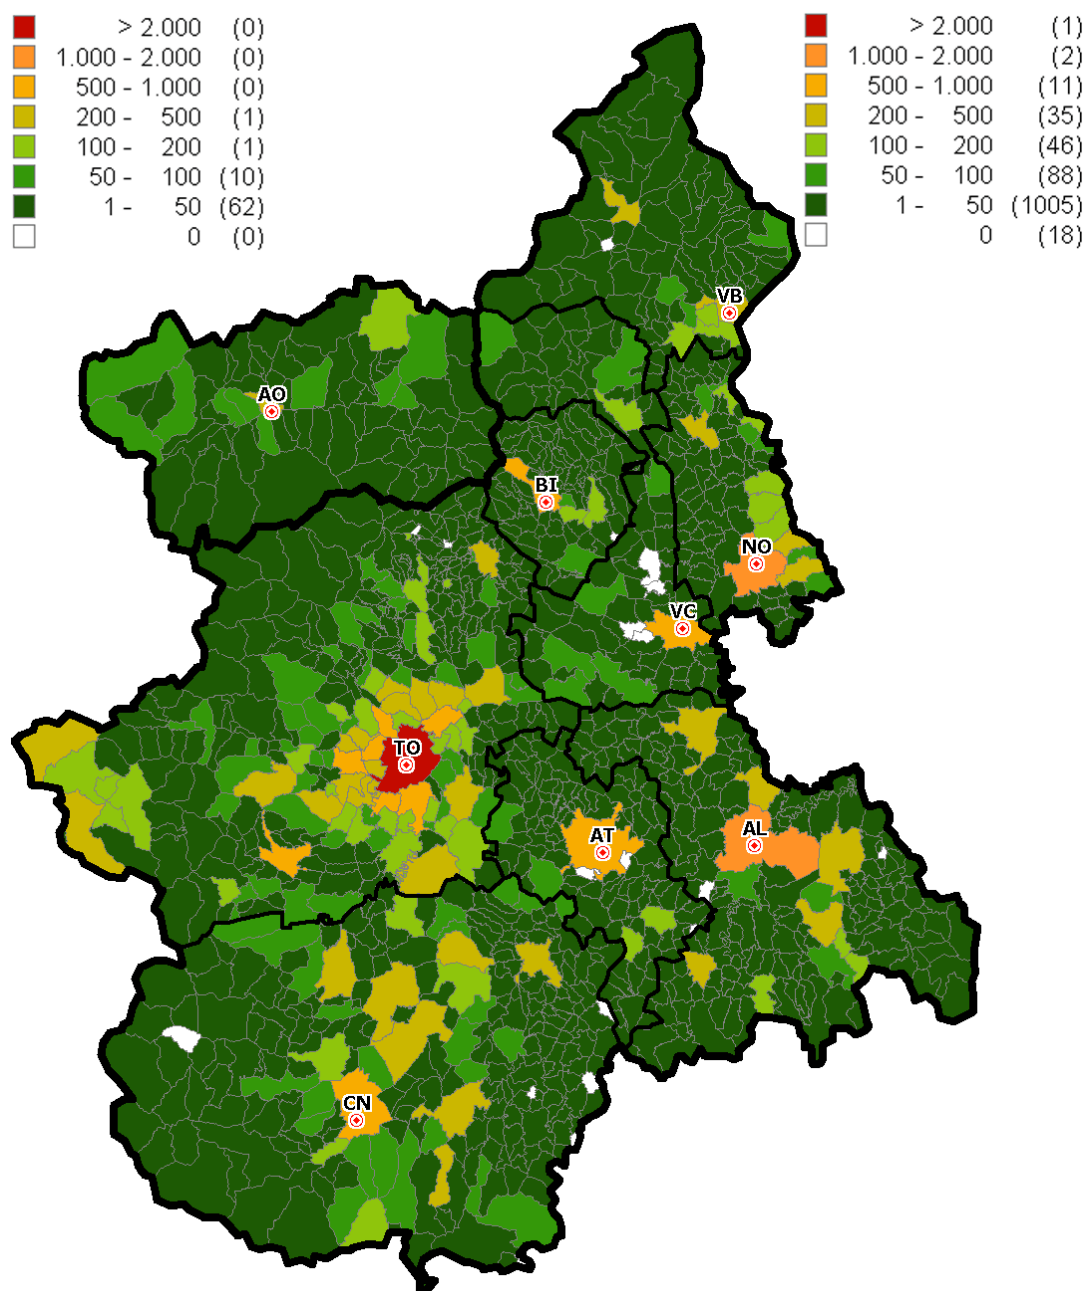 > 2.000 (0)
1.000 - 2.000 (0)
500 - 1.000 (0)
200 - 500 (1)
100 - 200 (1)
50 - 100 (10)
1 - 50 (62)
0 (0)
> 2.000 (1)
1.000 - 2.000 (2)
500 - 1.000 (11)
200 - 500 (35)
100 - 200 (46)
50 - 100 (88)
1 - 50 (1005)
0 (18)
VB
AO
BI
NO
VC
TO
AL
AT
CN